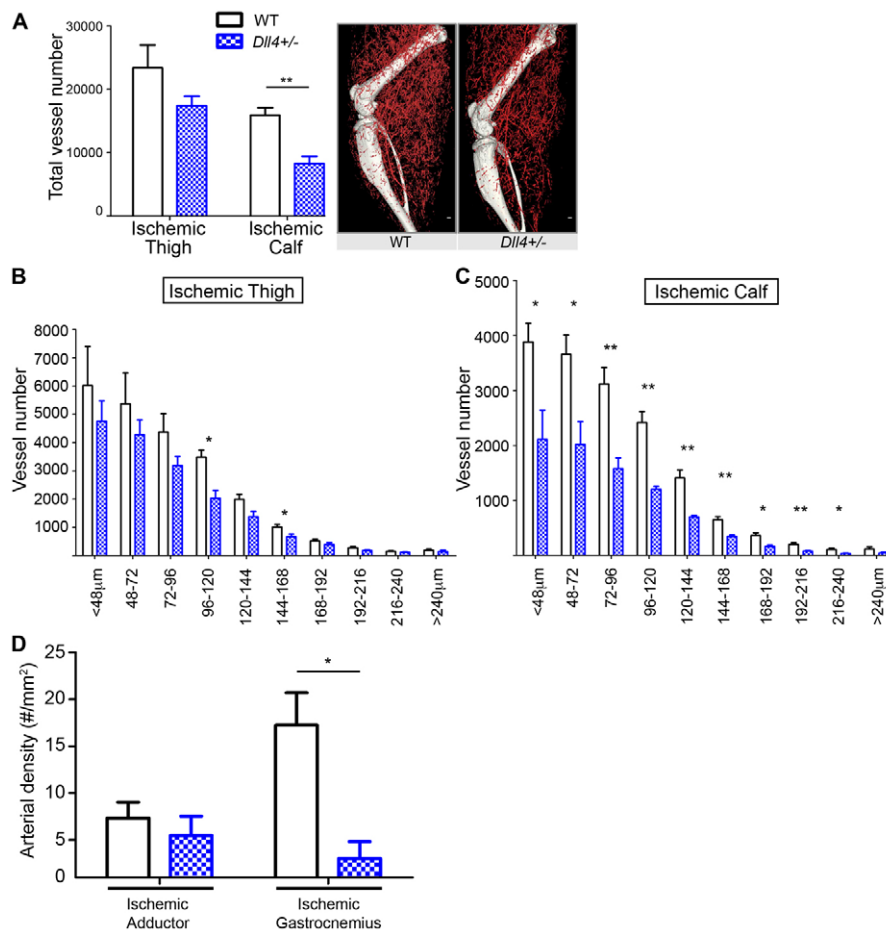 A
WT
Dll4+/-
Total vessel number
30000
20000
10000
0
**
Ischemic
Thigh
Ischemic
Calf
WT
Dll4+/-
B
Ischemic Thigh
Vessel number
8000
7000
6000
5000
4000
3000
2000
1000
*
*
<48µm
48-72
72-96
96-120
120-144
144-168
168-192
192-216
216-240
>240µm
C
Ischemic Calf
Vessel number
5000
4000
3000
2000
1000
*
*
**
**
**
**
*
**
*
<48µm
48-72
72-96
96-120
120-144
144-168
168-192
192-216
216-240
>240µm
D
Arterial density (#/mm²)
25
20
15
10
5
0
*
Ischemic
Adductor
Ischemic
Gastrocnemius